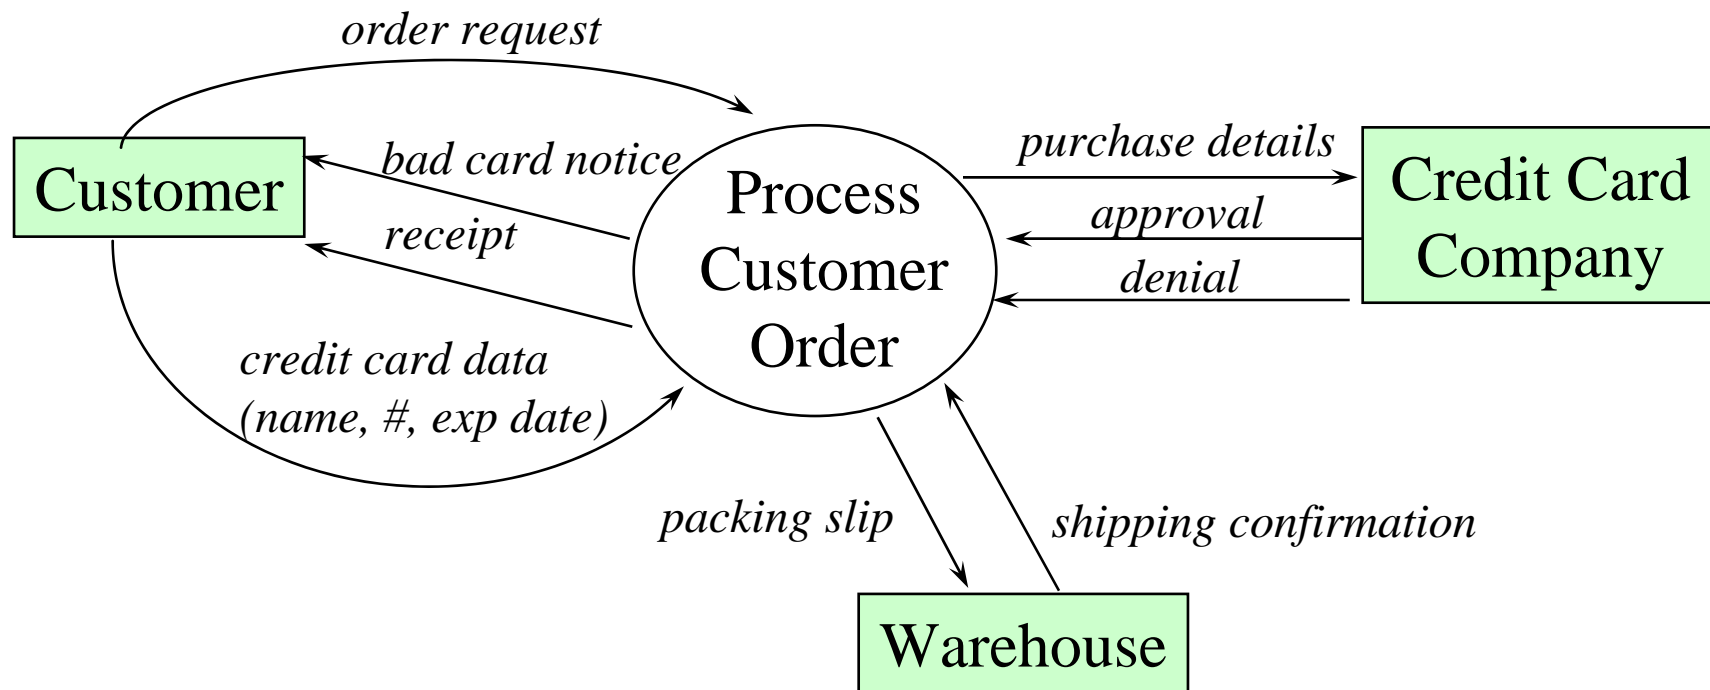 order request
Customer
bad card notice
receipt
credit card data
(name, #, exp date)
Process
Customer
Order
purchase details
approval
denial
Credit Card
Company
packing slip
shipping confirmation
Warehouse